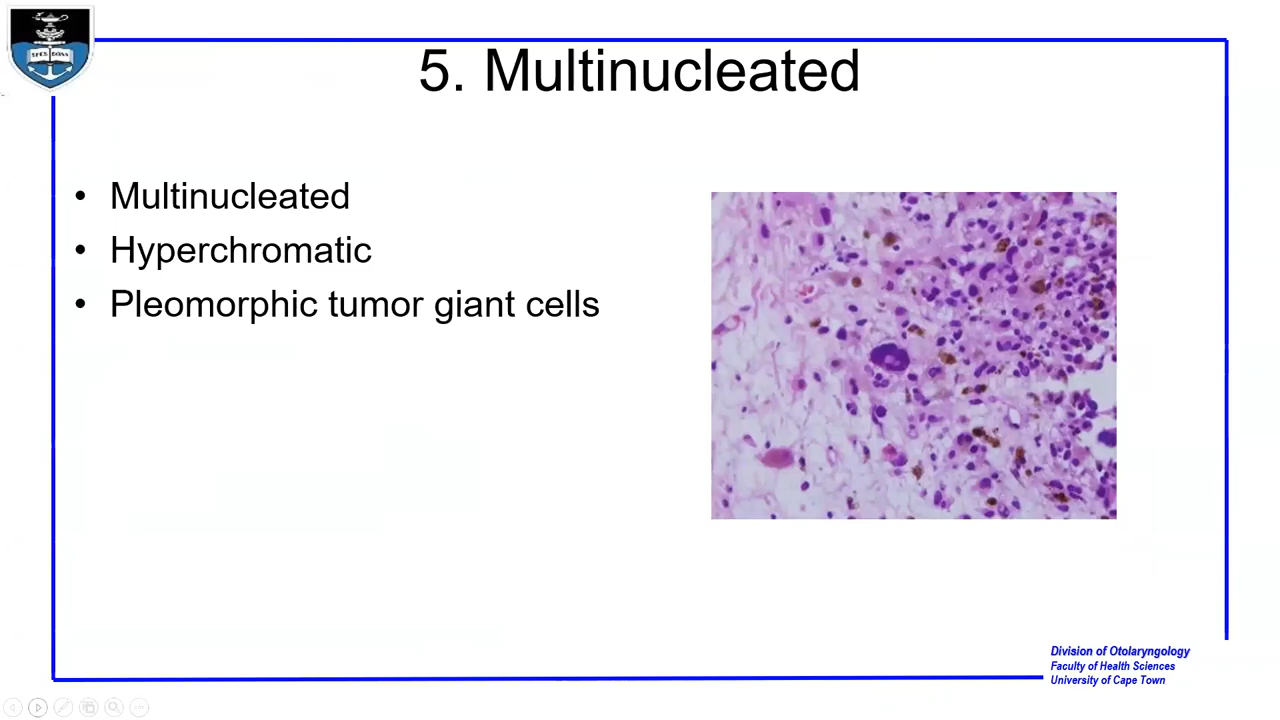 5. Multinucleated
• Multinucleated
• Hyperchromatic
• Pleomorphic tumor giant cells
Division of Otolaryngology
Faculty of Health Sciences
University of Cape Town